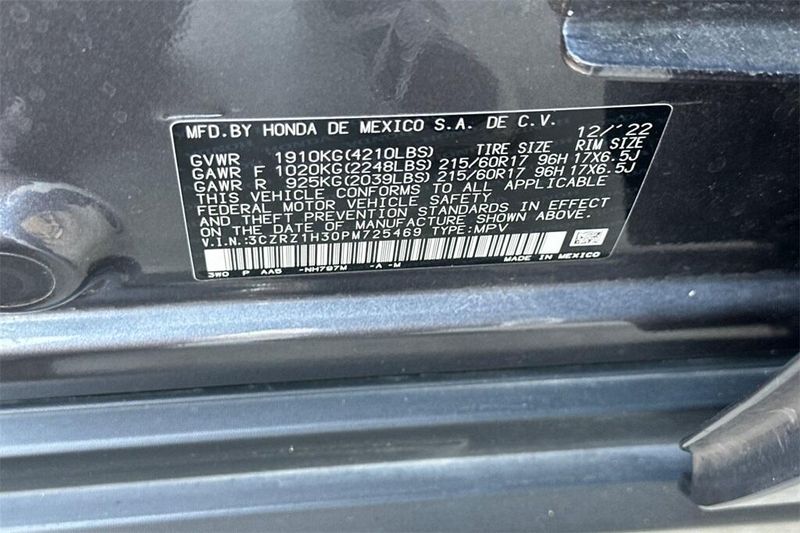 MFD.BY HONDA DE MEXICO S.A. DE C.V. 12/'22
TIRE SIZE RIM SIZE
GVWR 1910KG(4210LBS)
GAWR F 1020KG(2248LBS) 215/60R17 96H 17X6.5J
GAWR R 925KG(2039LBS) 215/60R17 96H 17X6.5J
THIS VEHICLE CONFORMS TO ALL APPLICABLE
FEDERAL MOTOR VEHICLE SAFETY
AND THEFT PREVENTION STANDARDS IN EFFECT
ON THE DATE OF MANUFACTURE SHOWN ABOVE.
V.I.N.:3CZRZ1H30PM725469 TYPE:MPV
3W0 P AA5 -NH797M -A -M MADE IN MEXICO